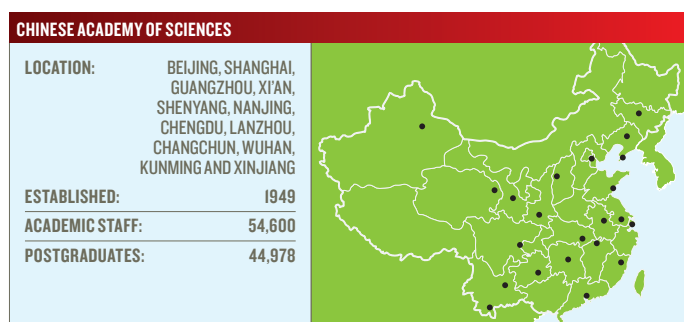 CHINESE ACADEMY OF SCIENCES
LOCATION: BEIJING, SHANGHAI,
GUANGZHOU, XI'AN,
SHENYANG, NANJING,
CHENGDU, LANZHOU,
CHANGCHUN, WUHAN,
KUNMING AND XINJIANG
ESTABLISHED: 1949
ACADEMIC STAFF: 54,600
POSTGRADUATES: 44,978